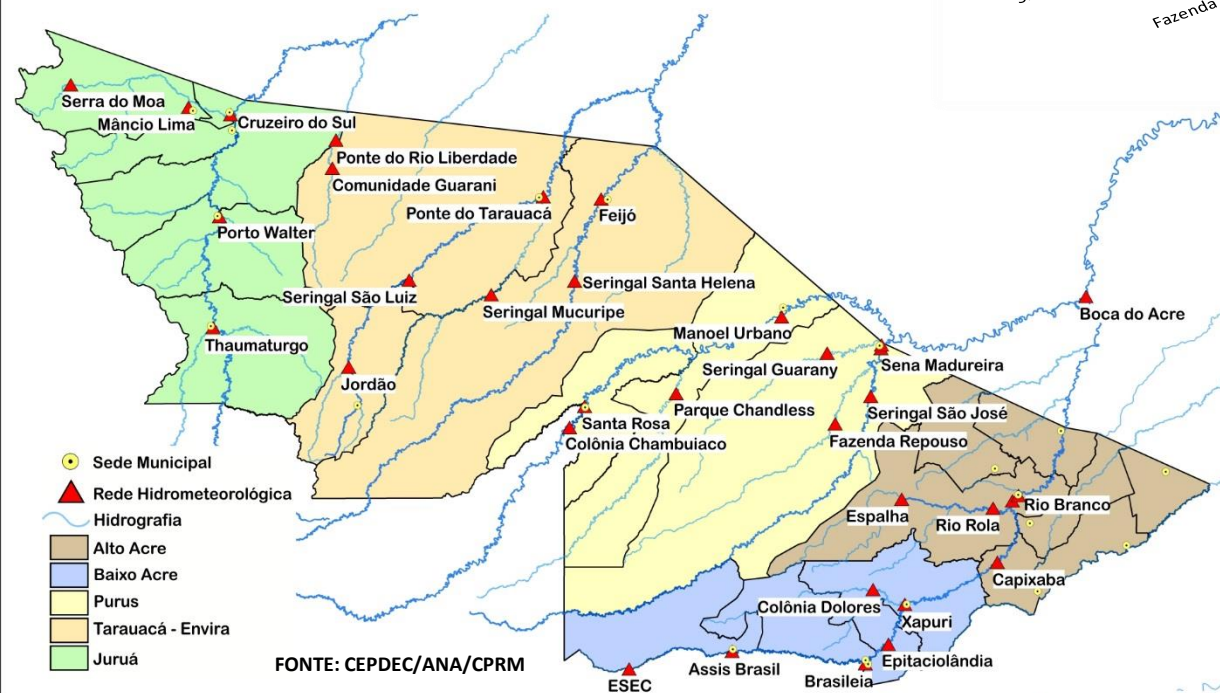 Fazenda
Serra do Moa
Mâncio Lima
Cruzeiro do Sul
Ponte do Rio Liberdade
Comunidade Guarani
Ponte do Tarauacá
Feijó
Porto Walter
Seringal São Luiz
Seringal Mucuripe
Seringal Santa Helena
Thaumaturgo
Jordão
Manoel Urbano
Boca do Acre
Seringal Guarany
Sena Madureira
Parque Chandless
Seringal São José
Santa Rosa
Colônia Chambuiaco
Fazenda Repouso
Espalha
Rio Rola
Rio Branco
Capixaba
Colônia Dolores
Xapuri
Epitaciolândia
Assis Brasil
Brasileia
ESEC
Sede Municipal
Rede Hidrometeorológica
Hidrografia
Alto Acre
Baixo Acre
Purus
Tarauacá - Envira
Juruá
FONTE: CEPDEC/ANA/CPRM